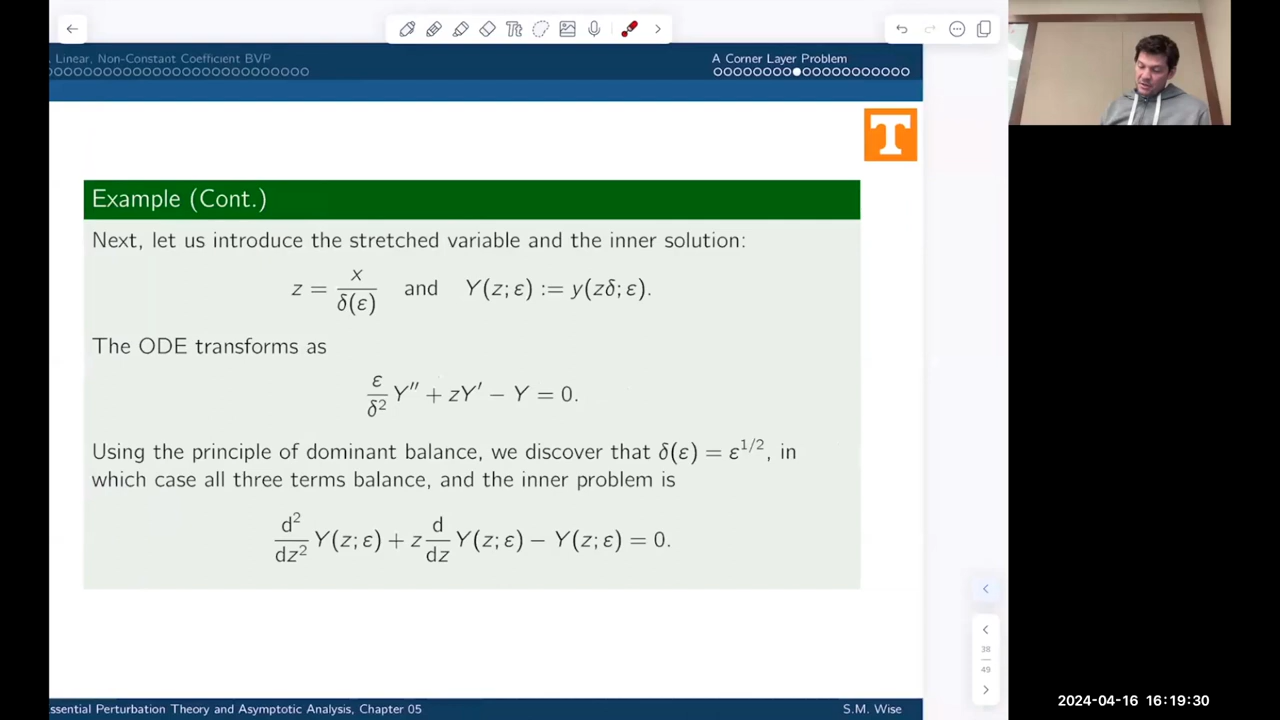 . Linear, Non-Constant Coefficient BVP
A Corner Layer Problem
T
Example (Cont.)
Next, let us introduce the stretched variable and the inner solution:
z = x / δ(ε) and Y(z; ε) := y(zδ; ε).
The ODE transforms as
ε / δ² Y″ + zY′ − Y = 0.
Using the principle of dominant balance, we discover that δ(ε) = ε^{1/2}, in
which case all three terms balance, and the inner problem is
d²/dz² Y(z; ε) + z d/dz Y(z; ε) − Y(z; ε) = 0.
38
49
ssential Perturbation Theory and Asymptotic Analysis, Chapter 05
S.M. Wise
2024-04-16 16:19:30